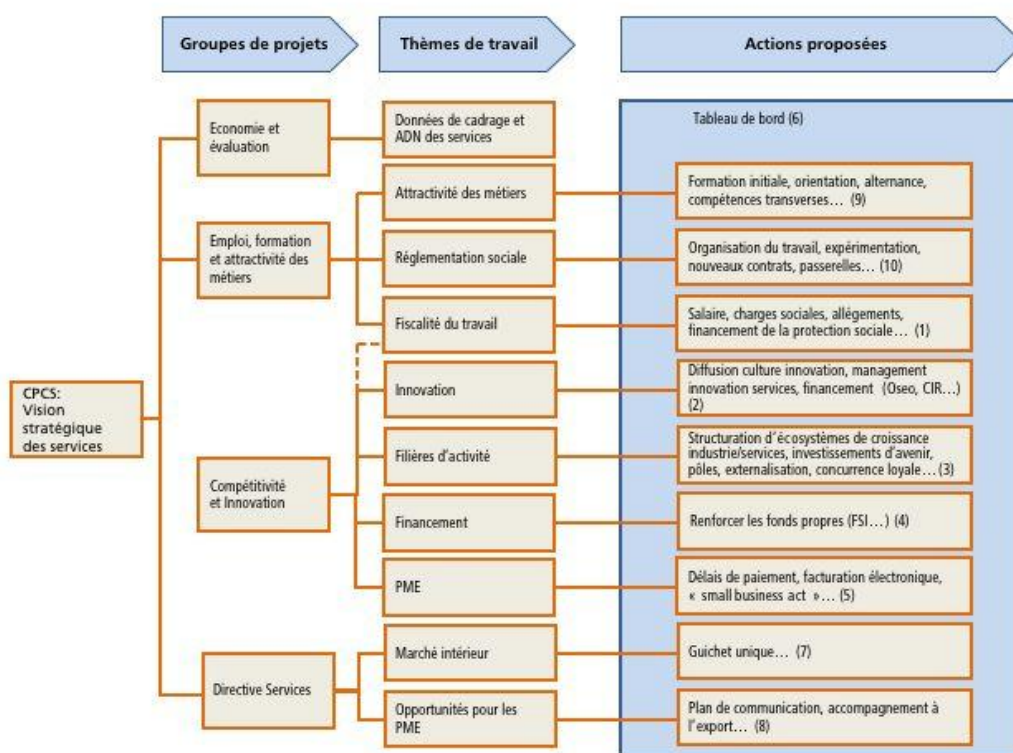 Groupes de projets
Thèmes de travail
Actions proposées
CPCS:
Vision
stratégique
des services
Economie et
évaluation
Données de cadrage et
ADN des services
Tableau de bord (6)
Emploi, formation
et attractivité des
métiers
Attractivité des métiers
Formation initiale, orientation, alternance,
compétences transverses... (9)
Réglementation sociale
Organisation du travail, expérimentation,
nouveaux contrats, passerelles... (10)
Fiscalité du travail
Salaire, charges sociales, allégements,
financement de la protection sociale... (1)
Compétitivité
et Innovation
Innovation
Diffusion culture innovation, management
innovation services, financement (Oseo, CIR...)
(2)
Filières d'activité
Structuration d'écosystèmes de croissance
industrie/services, investissements d'avenir,
pôles, externalisation, concurrence loyale... (3)
Financement
Renforcer les fonds propres (FSI...) (4)
PME
Délais de paiement, facturation électronique,
« small business act »... (5)
Directive Services
Marché intérieur
Guichet unique... (7)
Opportunités pour les
PME
Plan de communication, accompagnement à
l'export... (8)